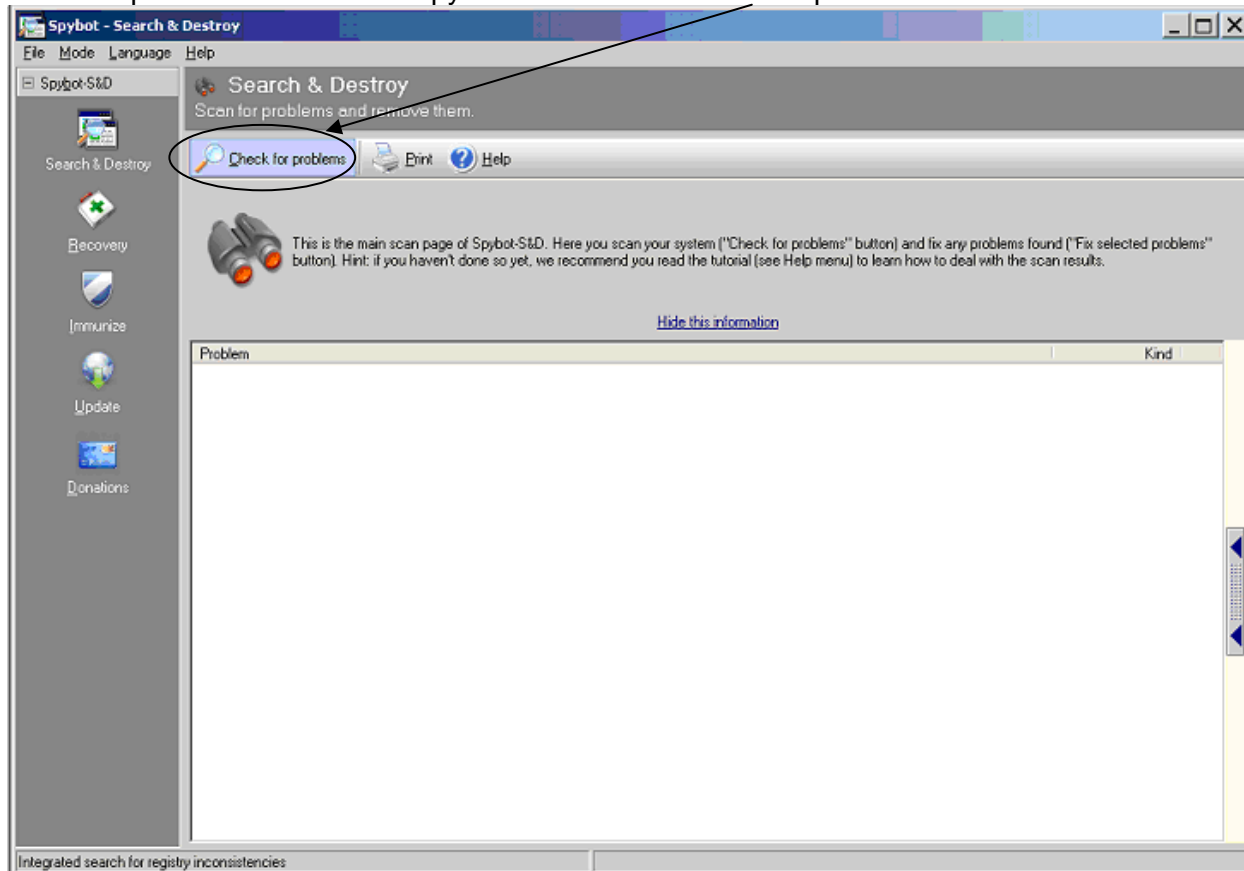 Spybot - Search & Destroy
File Mode Language Help
Spybot-S&D
Search & Destroy
Scan for problems and remove them.
Search & Destroy
Check for problems Print Help
Recovery
This is the main scan page of Spybot-S&D. Here you scan your system ("Check for problems" button) and fix any problems found ("Fix selected problems"
button). Hint: if you haven't done so yet, we recommend you read the tutorial (see Help menu) to learn how to deal with the scan results.
Immunize
Hide this information
Problem Kind
Update
Donations
Integrated search for registry inconsistencies